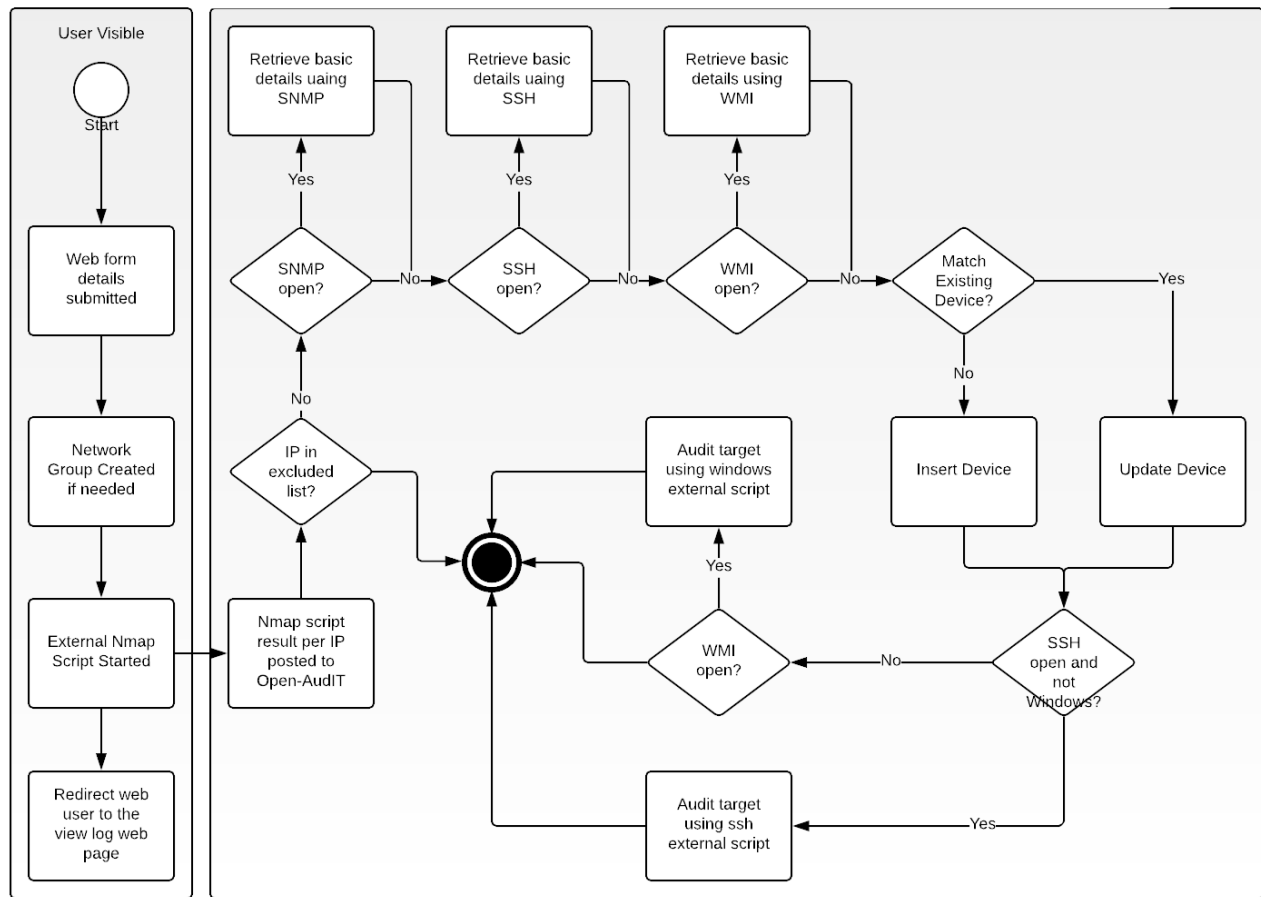 User Visible
Start
Web form
details
submitted
Network
Group Created
if needed
External Nmap
Script Started
Redirect web
user to the
view log web
page
Retrieve basic
details uaing
SNMP
Retrieve basic
details uaing
SSH
Retrieve basic
details using
WMI
Yes
Yes
Yes
SNMP
open?
No
SSH
open?
No
WMI
open?
No
Match
Existing
Device?
Yes
No
No
IP in
excluded
list?
Audit target
using windows
external script
Insert Device
Update Device
Yes
Nmap script
result per IP
posted to
Open-AudIT
WMI
open?
No
SSH
open and
not
Windows?
Audit target
using ssh
external script
Yes